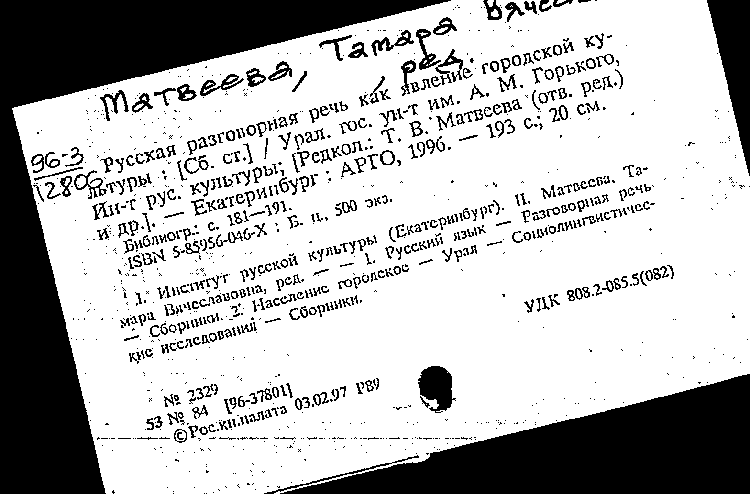 Матвеева, Тамара
, ред.
96-3
12806
Русская разговорная речь как явление городской ку-
льтуры : [Сб. ст.] / Урал. гос. ун-т им. А. М. Горького,
Ин-т рус. культуры; [Редкол.: Т. В. Матвеева (отв. ред.)
и др.]. — Екатеринбург : АРГО, 1996. — 193 с.; 20 см.
Библиогр.: с. 181—191.
ISBN 5-85956-046-X : Б. ц., 500 экз.
1. Институт русской культуры (Екатеринбург). II. Матвеева, Та-
мара Вячеславовна, ред. — — 1. Русский язык — Разговорная речь
— Сборники. 2. Население городское — Урал — Социолингвистичес-
кие исследования — Сборники.
УДК 808.2-085.5(082)
№ 2329
53 № 84 [96-37801]
©Рос.кн.палата 03.02.97 Р89